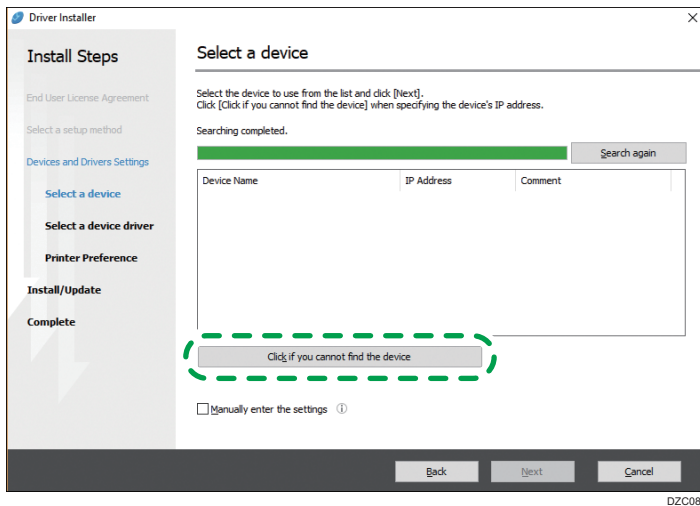 Driver Installer
Install Steps
End User License Agreement
Select a setup method
Devices and Drivers Settings
Select a device
Select a device driver
Printer Preference
Install/Update
Complete
Select a device
Select the device to use from the list and click [Next].
Click [Click if you cannot find the device] when specifying the device's IP address.
Searching completed.
Search again
Device Name IP Address Comment
Click if you cannot find the device
Manually enter the settings
Back Next Cancel
DZC08